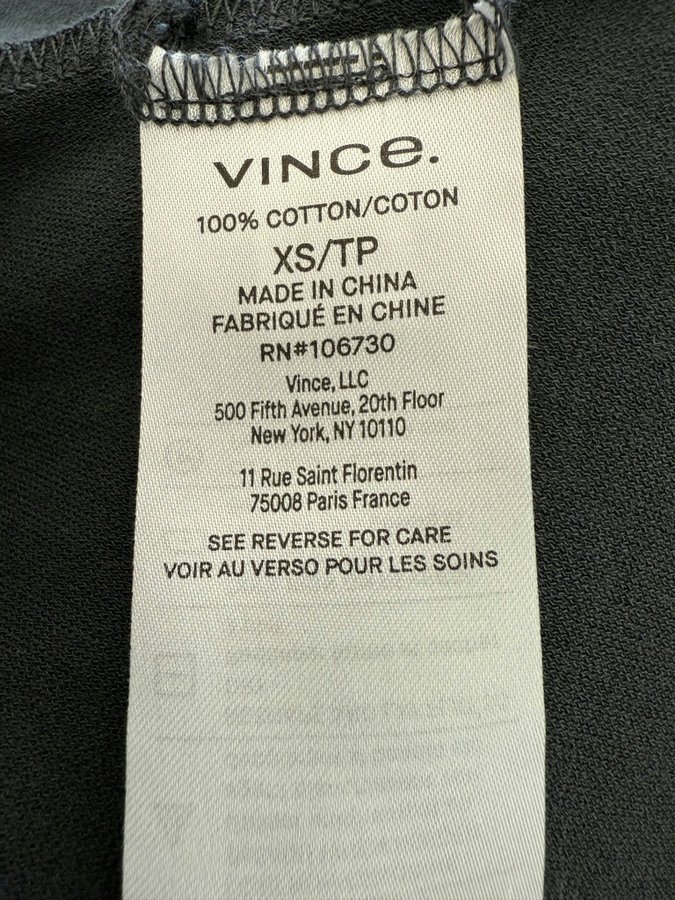 VINCe.
100% COTTON/COTON
XS/TP
MADE IN CHINA
FABRIQUÉ EN CHINE
RN#106730
Vince, LLC
500 Fifth Avenue, 20th Floor
New York, NY 10110
11 Rue Saint Florentin
75008 Paris France
SEE REVERSE FOR CARE
VOIR AU VERSO POUR LES SOINS